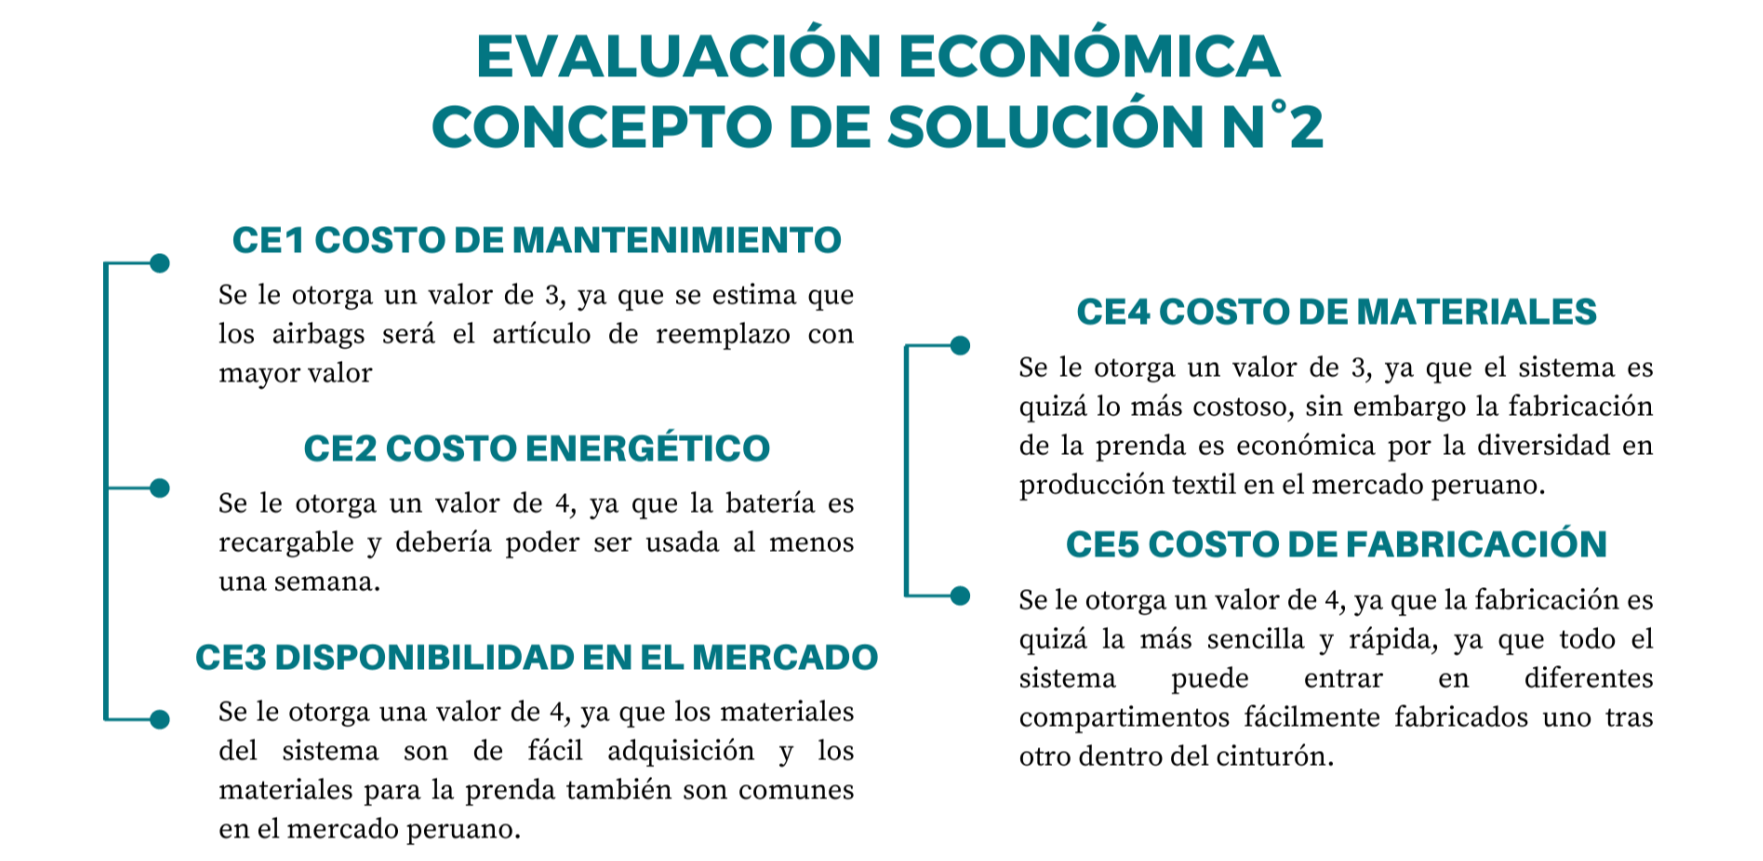 EVALUACIÓN ECONÓMICA
CONCEPTO DE SOLUCIÓN N°2
CE1 COSTO DE MANTENIMIENTO
Se le otorga un valor de 3, ya que se estima que
los airbags será el artículo de reemplazo con
mayor valor
CE2 COSTO ENERGÉTICO
Se le otorga un valor de 4, ya que la batería es
recargable y debería poder ser usada al menos
una semana.
CE3 DISPONIBILIDAD EN EL MERCADO
Se le otorga una valor de 4, ya que los materiales
del sistema son de fácil adquisición y los
materiales para la prenda también son comunes
en el mercado peruano.
CE4 COSTO DE MATERIALES
Se le otorga un valor de 3, ya que el sistema es
quizá lo más costoso, sin embargo la fabricación
de la prenda es económica por la diversidad en
producción textil en el mercado peruano.
CE5 COSTO DE FABRICACIÓN
Se le otorga un valor de 4, ya que la fabricación es
quizá la más sencilla y rápida, ya que todo el
sistema puede entrar en diferentes
compartimentos fácilmente fabricados uno tras
otro dentro del cinturón.